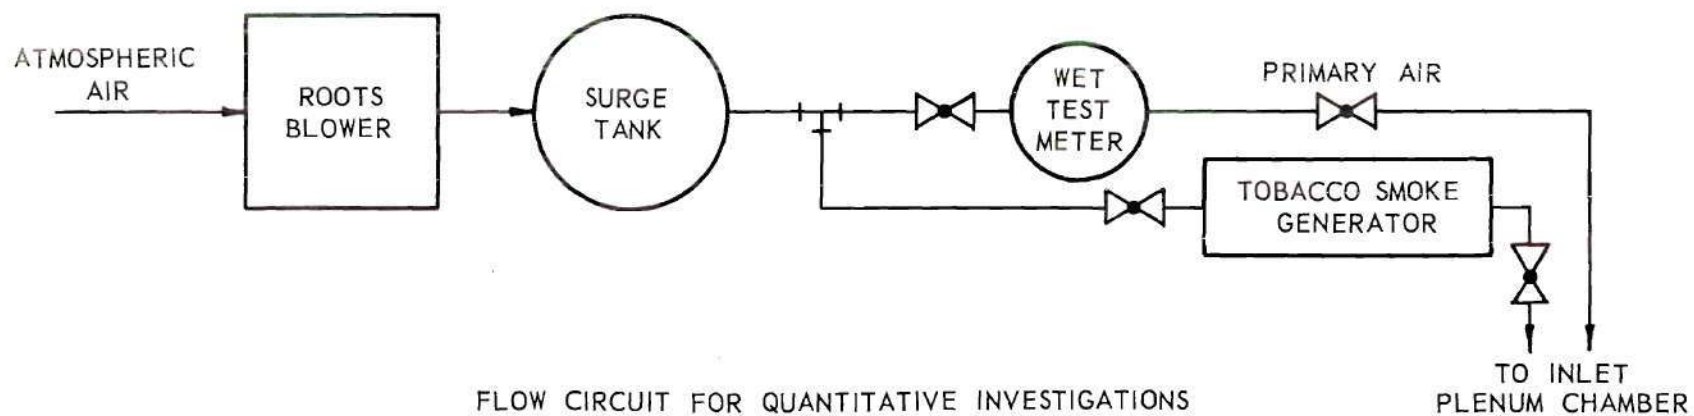 ATMOSPHERIC
AIR
ROOTS
BLOWER
SURGE
TANK
WET
TEST
METER
PRIMARY AIR
TOBACCO SMOKE
GENERATOR
TO INLET
PLENUM CHAMBER
FLOW CIRCUIT FOR QUANTITATIVE INVESTIGATIONS